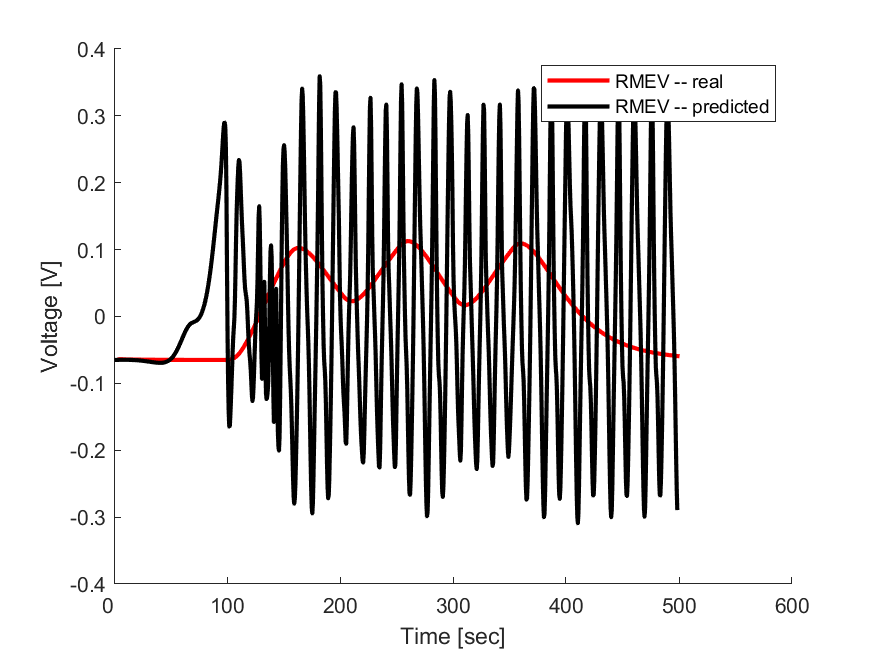 0.4
0.3
0.2
0.1
0
-0.1
-0.2
-0.3
-0.4
Voltage [V]
RMEV -- real
RMEV -- predicted
0 100 200 300 400 500 600
Time [sec]